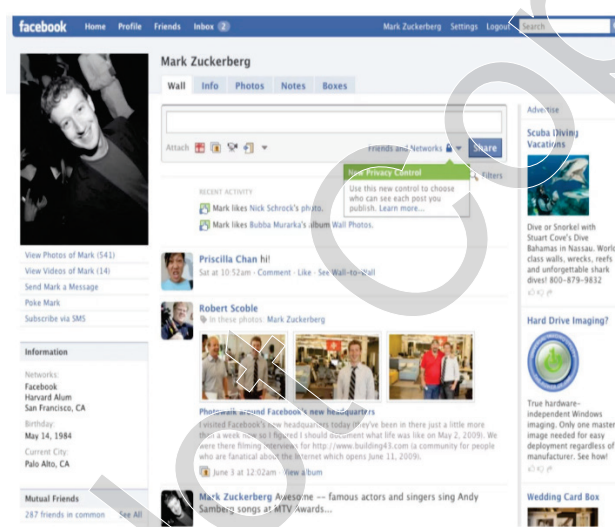 facebook Home Profile Friends Inbox 2 Mark Zuckerberg Settings Logout Search
Mark Zuckerberg
Wall Info Photos Notes Boxes
Attach Friends and Networks Share
Filters
New Privacy Control
Use this new control to choose
who can see each post you
publish. Learn more...
RECENT ACTIVITY
Mark likes Nick Schrock's photo.
Mark likes Bubba Murarka's album Wall Photos.
Priscilla Chan hi!
Sat at 10:52am · Comment · Like · See Wall-to-Wall
Robert Scoble
In these photos: Mark Zuckerberg
Photowalk around Facebook's new headquarters
I visited Facebook's new headquarters today (they've been in there just a little more
than a week now so I figured I should document what life was like on May 2, 2009). We
were there filming interviews for http://www.building43.com (a community for people
who are fanatical about the Internet which opens June 11, 2009).
June 3 at 12:02am · View album
Mark Zuckerberg Awesome -- famous actors and singers sing Andy
Samberg songs at MTV Awards...
View Photos of Mark (541)
View Videos of Mark (14)
Send Mark a Message
Poke Mark
Subscribe via SMS
Information
Networks:
Facebook
Harvard Alum
San Francisco, CA
Birthday:
May 14, 1984
Current City:
Palo Alto, CA
Mutual Friends
287 friends in common See All
Advertise
Scuba Diving
Vacations
Dive or Snorkel with
Stuart Cove's Dive
Bahamas in Nassau. World
class walls, wrecks, reefs
and unforgettable shark
dives! 800-879-9832
Hard Drive Imaging?
True hardware-
independent Windows
imaging. Only one master
image needed for easy
deployment regardless of
manufacturer. See how!
Wedding Card Box